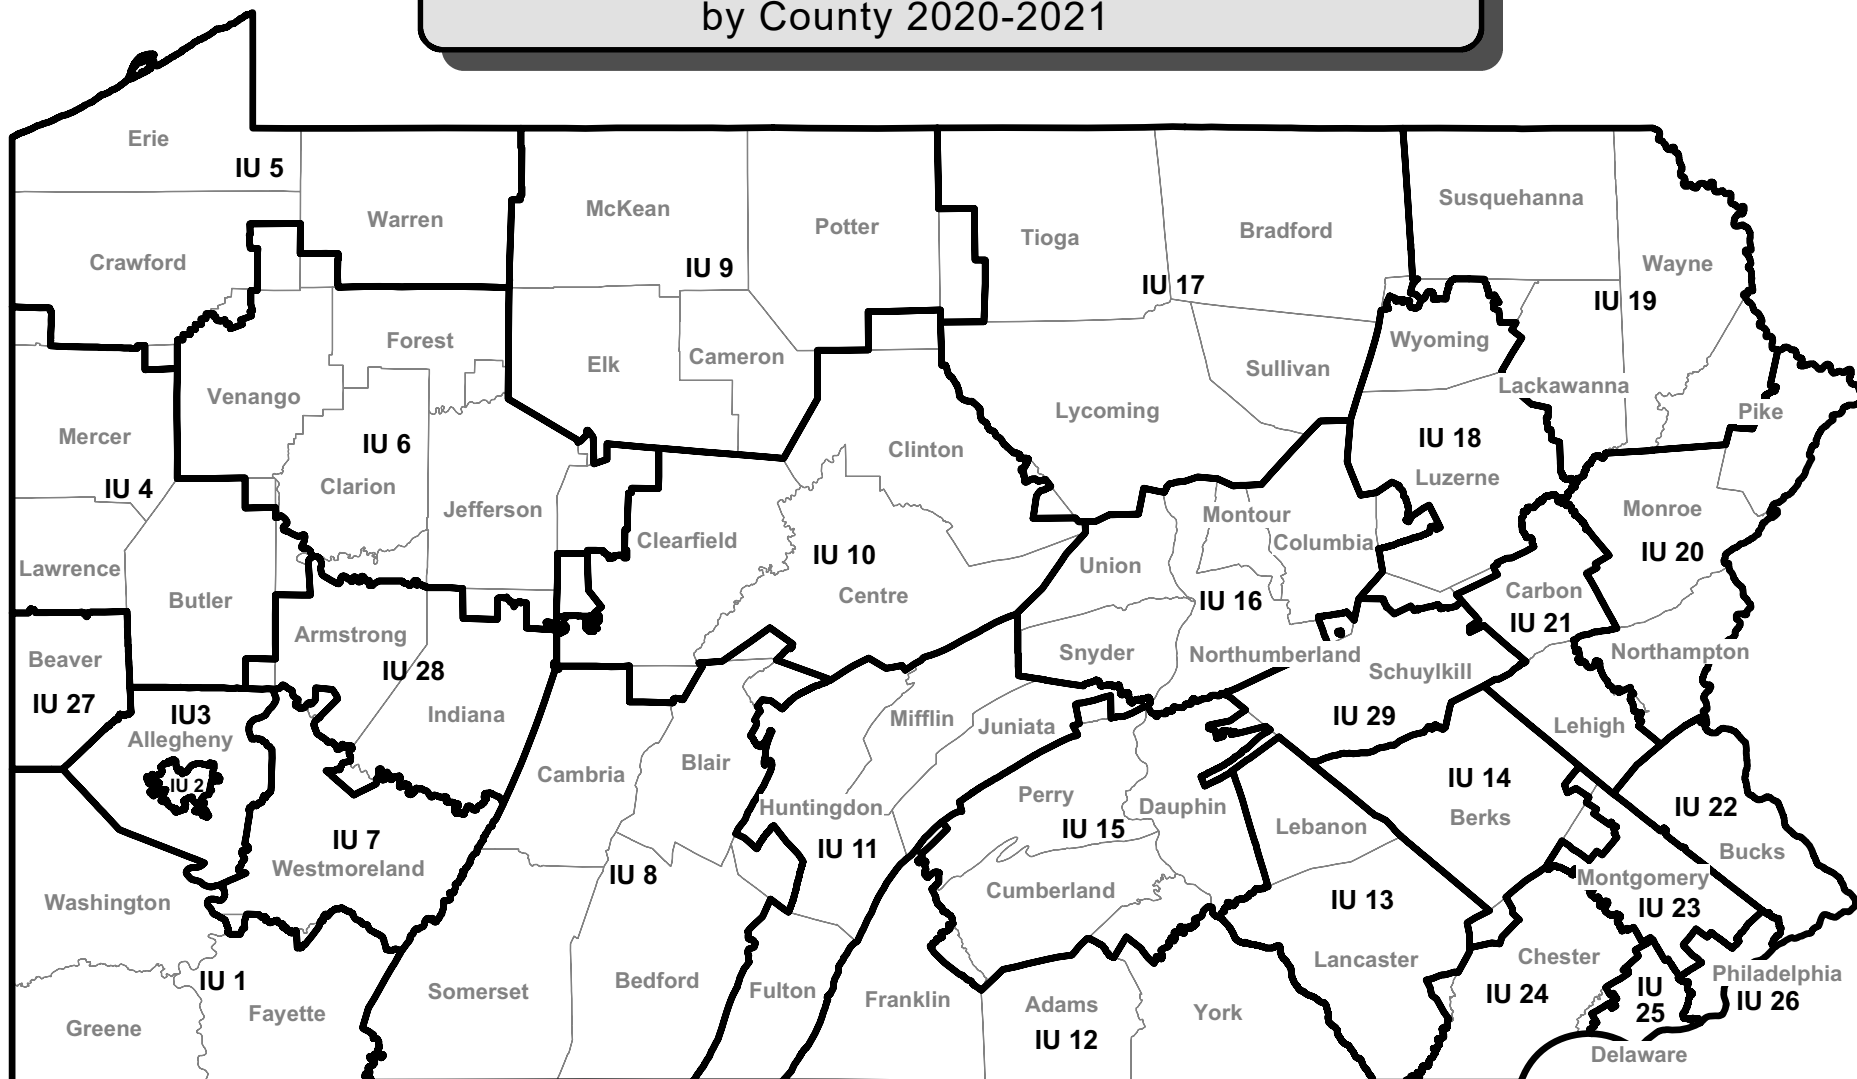 by County 2020-2021
Erie
IU 5
Warren
McKean
Potter
Tioga
Bradford
Susquehanna
Wayne
Crawford
IU 9
IU 17
IU 19
Forest
Elk
Cameron
Wyoming
Sullivan
Lackawanna
Venango
Lycoming
Pike
Mercer
IU 6
Clinton
IU 18
Luzerne
IU 4
Clarion
Jefferson
Clearfield
IU 10
Centre
Montour
Columbia
Monroe
IU 20
Lawrence
Butler
Union
IU 16
Carbon
IU 21
Armstrong
IU 28
Indiana
Beaver
IU 27
Snyder
Northumberland
Schuylkill
IU 29
Northampton
IU3
Allegheny
IU 2
Mifflin
Juniata
Lehigh
Cambria
Blair
Huntingdon
IU 11
Perry
IU 15
Dauphin
Lebanon
IU 14
Berks
IU 22
Bucks
IU 7
Westmoreland
IU 8
Cumberland
IU 13
Lancaster
Montgomery
IU 23
Washington
IU 1
Fayette
Greene
Somerset
Bedford
Fulton
Franklin
Adams
IU 12
York
Chester
IU 24
IU
25
Philadelphia
IU 26
Delaware